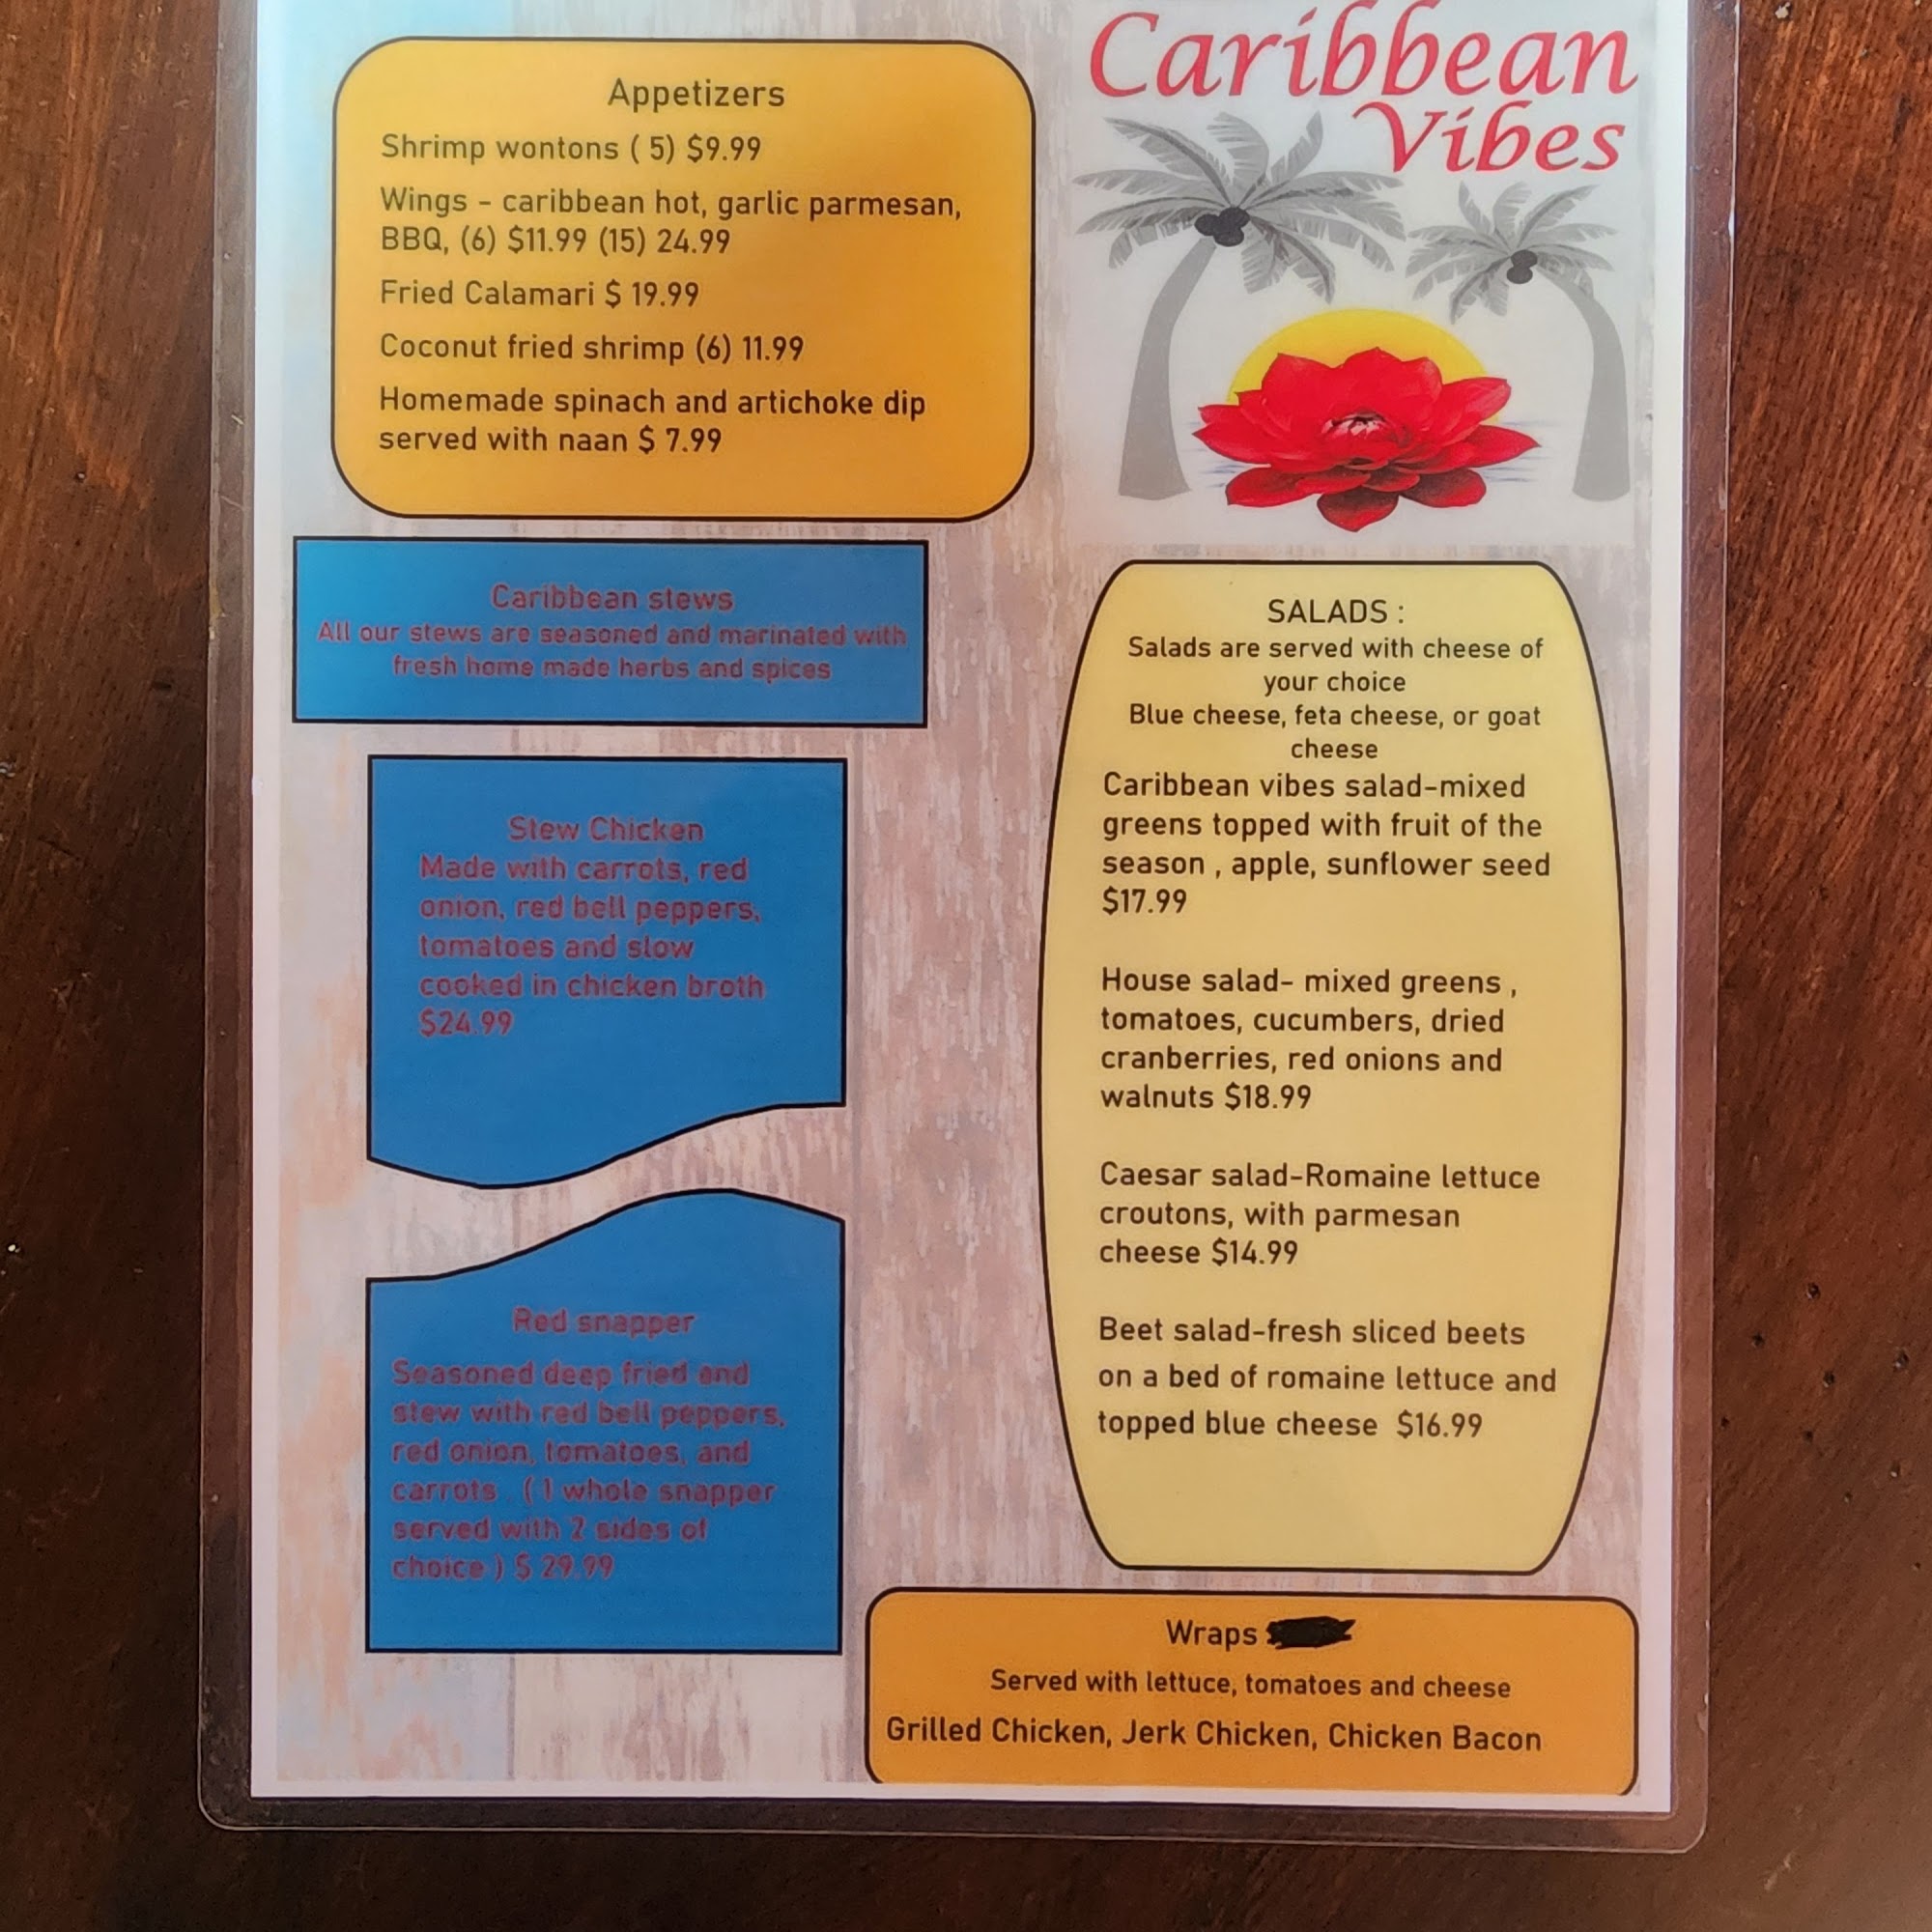 Caribbean
Vibes
Appetizers
Shrimp wontons ( 5) $9.99
Wings - caribbean hot, garlic parmesan,
BBQ, (6) $11.99 (15) 24.99
Fried Calamari $ 19.99
Coconut fried shrimp (6) 11.99
Homemade spinach and artichoke dip
served with naan $ 7.99
Caribbean stews
All our stews are seasoned and marinated with
fresh home made herbs and spices
Stew Chicken
Made with carrots, red
onion, red bell peppers,
tomatoes and slow
cooked in chicken broth
$24.99
Red snapper
Seasoned deep fried and
stew with red bell peppers,
red onion, tomatoes, and
carrots . ( 1 whole snapper
served with 2 sides of
choice ) $ 29.99
SALADS :
Salads are served with cheese of
your choice
Blue cheese, feta cheese, or goat
cheese
Caribbean vibes salad-mixed
greens topped with fruit of the
season , apple, sunflower seed
$17.99
House salad- mixed greens ,
tomatoes, cucumbers, dried
cranberries, red onions and
walnuts $18.99
Caesar salad-Romaine lettuce
croutons, with parmesan
cheese $14.99
Beet salad-fresh sliced beets
on a bed of romaine lettuce and
topped blue cheese $16.99
Wraps
Served with lettuce, tomatoes and cheese
Grilled Chicken, Jerk Chicken, Chicken Bacon